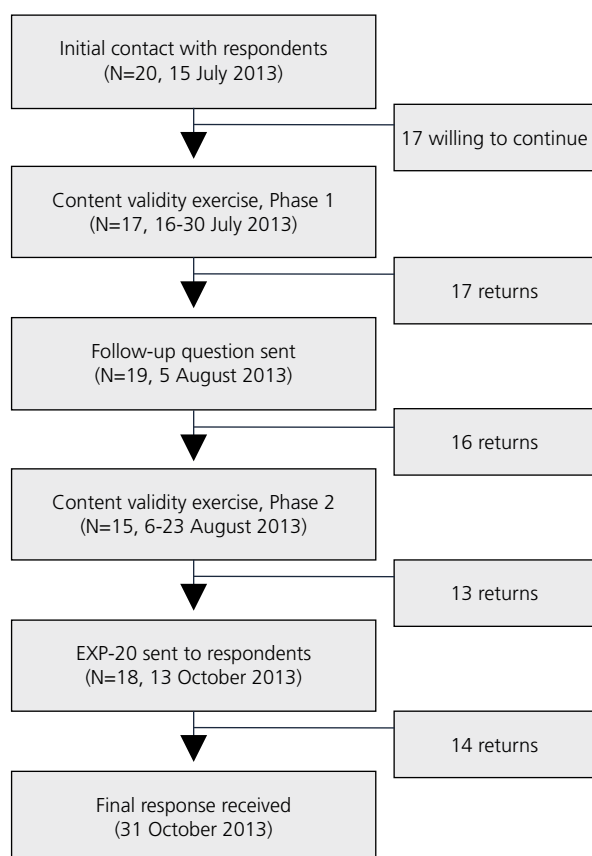 Initial contact with respondents
(N=20, 15 July 2013)
17 willing to continue
Content validity exercise, Phase 1
(N=17, 16-30 July 2013)
17 returns
Follow-up question sent
(N=19, 5 August 2013)
16 returns
Content validity exercise, Phase 2
(N=15, 6-23 August 2013)
13 returns
EXP-20 sent to respondents
(N=18, 13 October 2013)
14 returns
Final response received
(31 October 2013)